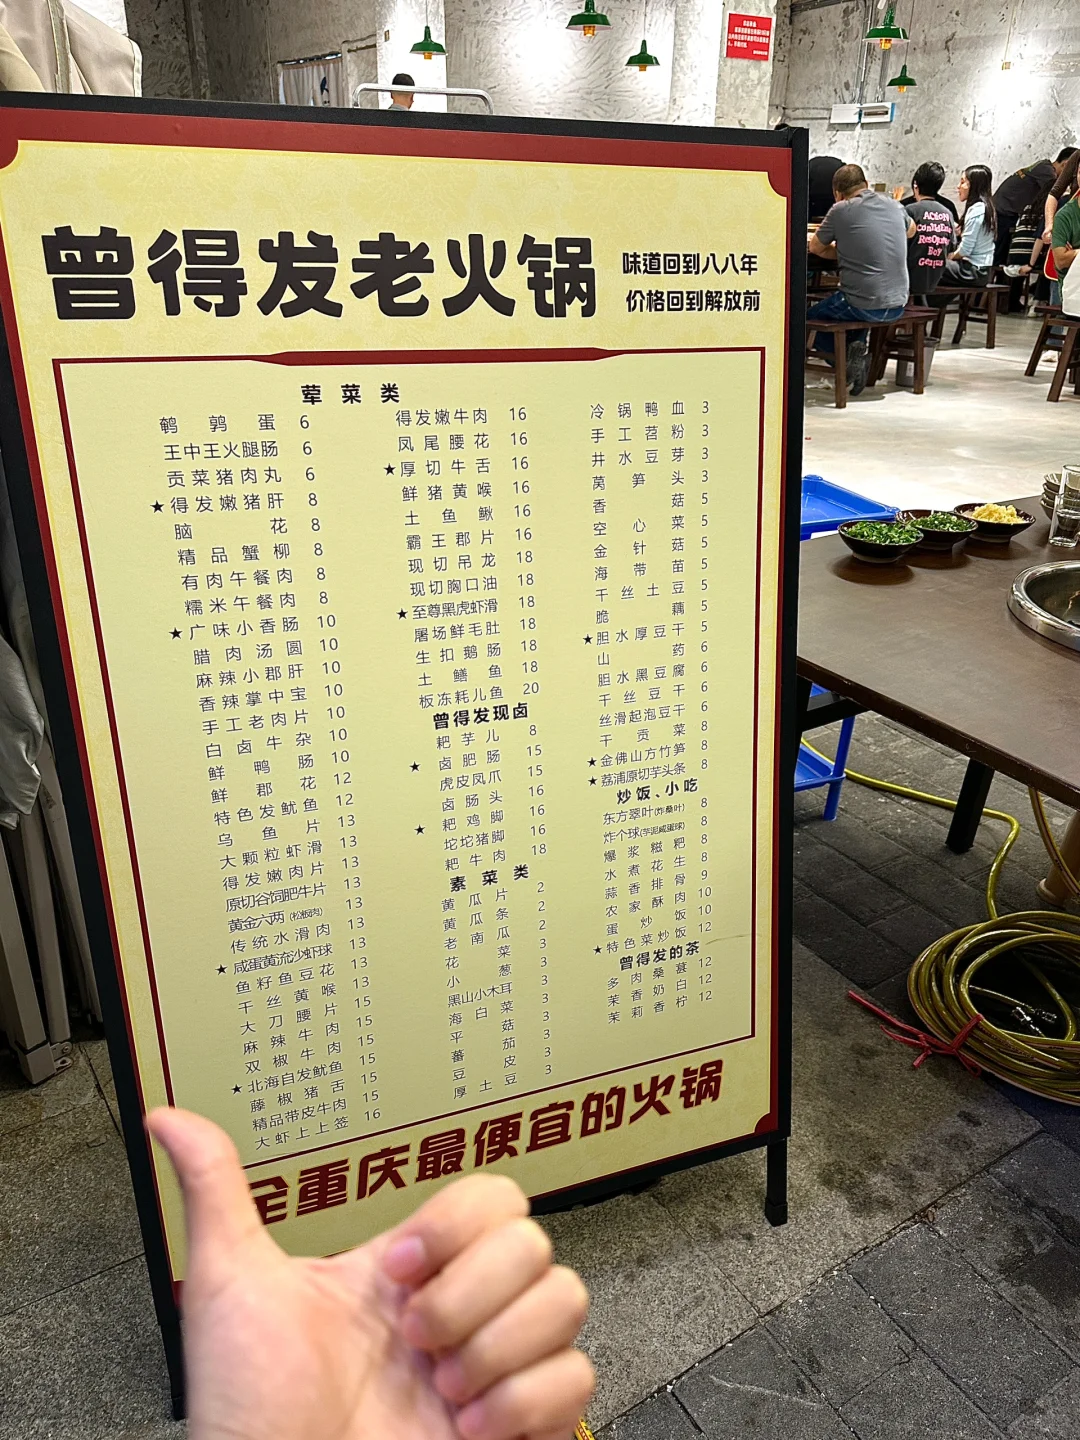 曾得发老火锅
味道回到八八年
价格回到解放前
荤菜类
鹌鹑蛋 6
王中王火腿肠 6
贡菜猪肉丸 6
★得发嫩猪肝 8
脑花 8
精品蟹柳 8
有肉午餐肉 8
糯米午餐肉 8
★广味小香肠 10
腊肉汤圆 10
麻辣小郡肝 10
香辣掌中宝 10
手工老肉片 10
白卤牛杂 10
鲜鸭肠 10
鲜郡花 12
特色发鱿鱼 12
乌鱼片 13
大颗粒虾滑 13
得发嫩肉片 13
原切谷饲肥牛片 13
黄金六两(松板肉) 13
传统水滑肉 13
★咸蛋黄流沙虾球 13
鱼籽鱼豆花 13
千丝黄喉 13
大刀腰片 15
麻辣牛肉 15
双椒牛肉 15
★北海自发鱿鱼 15
藤椒猪舌 15
精品带皮牛肉 15
大虾上上签 16
得发嫩牛肉 16
凤尾腰花 16
★厚切牛舌 16
鲜猪黄喉 16
土鱼鳅 16
霸王郡片 16
现切吊龙 18
现切胸口油 18
★至尊黑虎虾滑 18
屠场鲜毛肚 18
生扣鹅肠 18
土鳝鱼 18
板冻耗儿鱼 20
曾得发现卤
耙芋儿 8
★卤肥肠 15
虎皮凤爪 15
卤肠头 16
★耙鸡脚 16
坨坨猪脚 16
耙牛肉 18
素菜类
黄瓜片 2
黄瓜条 2
老南瓜 2
花菜 3
小葱 3
黑山小木耳 3
海白菜 3
平菇 3
蕃茄 3
豆皮 3
厚土豆 3
冷锅鸭血 3
手工苕粉 3
井水豆芽 3
莴笋头 3
香菇 5
空心菜 5
金针菇 5
海带苗 5
千丝土豆 5
脆藕 5
★胆水厚豆干 5
山药 6
胆水黑豆腐 6
千丝豆干 6
丝滑起泡豆干 6
干贡菜 8
★金佛山方竹笋 8
★荔浦原切芋头条 8
炒饭、小吃
东方翠叶(炸桑叶) 8
炸个球(芋泥咸蛋球) 8
爆浆糍粑 8
水煮花生 8
蒜香排骨 9
农家酥肉 10
蛋炒饭 10
★特色菜炒饭 12
曾得发的茶
多肉桑葚 12
茉香奶白 12
茉莉香柠 12
全重庆最便宜的火锅
ACtiON
ConFidEnt
RESOurCE
BOY
GEnius